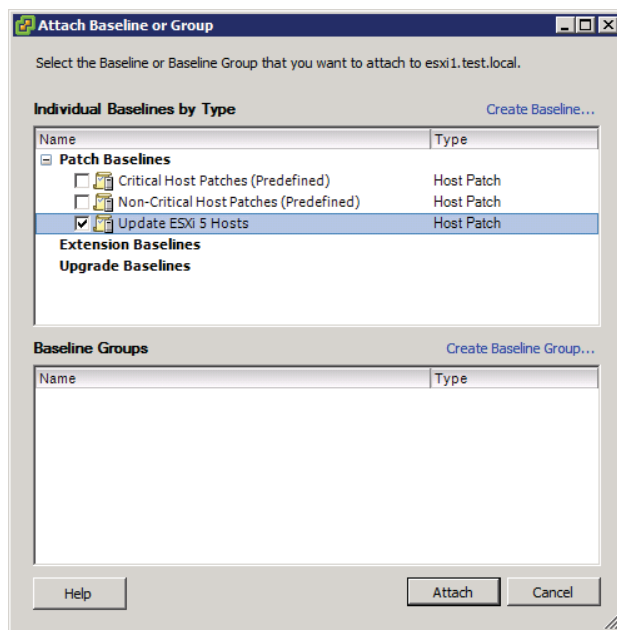 Attach Baseline or Group
Select the Baseline or Baseline Group that you want to attach to esxi1.test.local.
Individual Baselines by Type Create Baseline...
Name Type
Patch Baselines
Critical Host Patches (Predefined) Host Patch
Non-Critical Host Patches (Predefined) Host Patch
Update ESXi 5 Hosts Host Patch
Extension Baselines
Upgrade Baselines
Baseline Groups Create Baseline Group...
Name Type
Help Attach Cancel